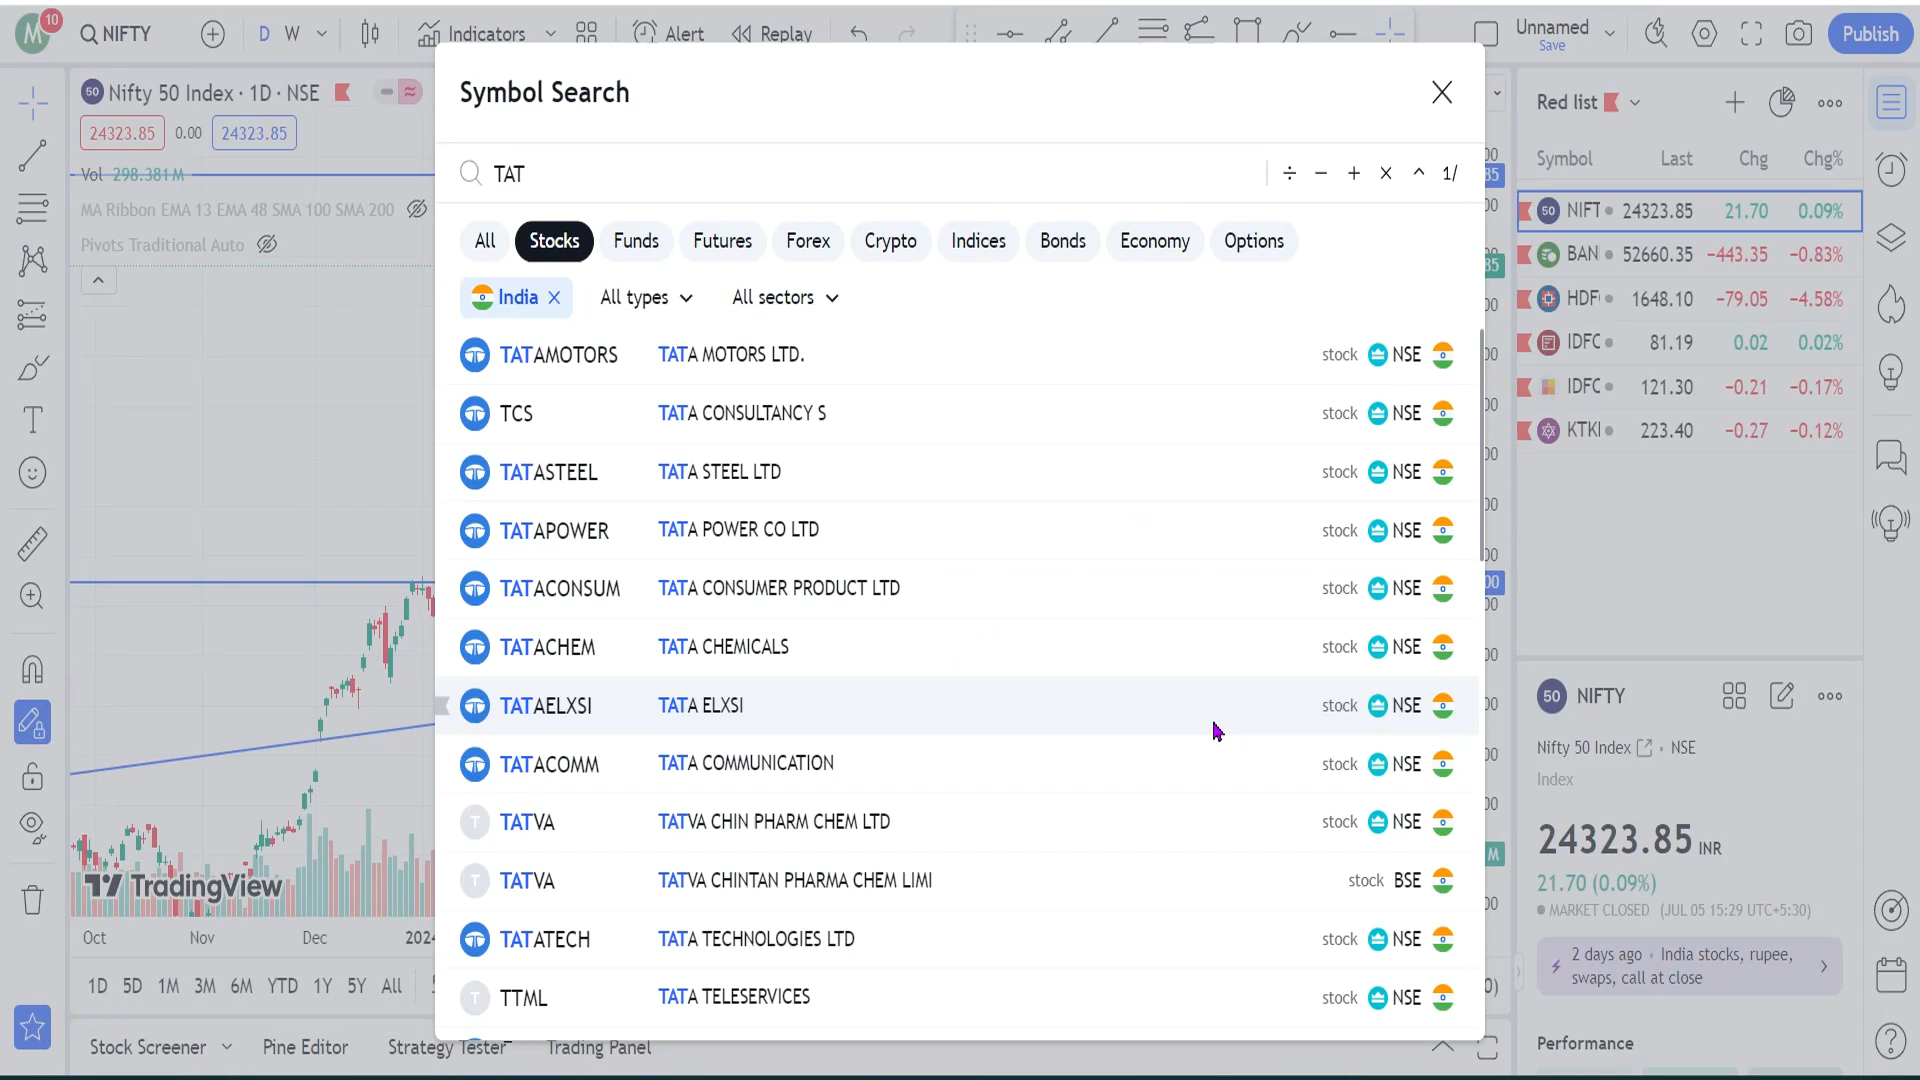 M 10 NIFTY D W Indicators Alert Replay Unnamed Save Publish
50 Nifty 50 Index · 1D · NSE
24323.85 0.00 24323.85
Vol 298.381M
MA Ribbon EMA 13 EMA 48 SMA 100 SMA 200
Pivots Traditional Auto
TradingView
Oct Nov Dec 2024
1D 5D 1M 3M 6M YTD 1Y 5Y All
Stock Screener Pine Editor Strategy Tester Trading Panel
Symbol Search
TAT ÷ − + × ^ 1/
All Stocks Funds Futures Forex Crypto Indices Bonds Economy Options
India × All types All sectors
TATAMOTORS TATA MOTORS LTD. stock NSE
TCS TATA CONSULTANCY S stock NSE
TATASTEEL TATA STEEL LTD stock NSE
TATAPOWER TATA POWER CO LTD stock NSE
TATACONSUM TATA CONSUMER PRODUCT LTD stock NSE
TATACHEM TATA CHEMICALS stock NSE
TATAELXSI TATA ELXSI stock NSE
TATACOMM TATA COMMUNICATION stock NSE
T TATVA TATVA CHIN PHARM CHEM LTD stock NSE
T TATVA TATVA CHINTAN PHARMA CHEM LIMI stock BSE
TATATECH TATA TECHNOLOGIES LTD stock NSE
T TTML TATA TELESERVICES stock NSE
Red list
Symbol Last Chg Chg%
50 NIFT 24323.85 21.70 0.09%
BAN 52660.35 −443.35 −0.83%
HDF 1648.10 −79.05 −4.58%
IDFC 81.19 0.02 0.02%
IDFC 121.30 −0.21 −0.17%
KTKI 223.40 −0.27 −0.12%
50 NIFTY
Nifty 50 Index • NSE
Index
24323.85 INR
21.70 (0.09%)
MARKET CLOSED (JUL 05 15:29 UTC+5:30)
2 days ago · India stocks, rupee,
swaps, call at close
Performance